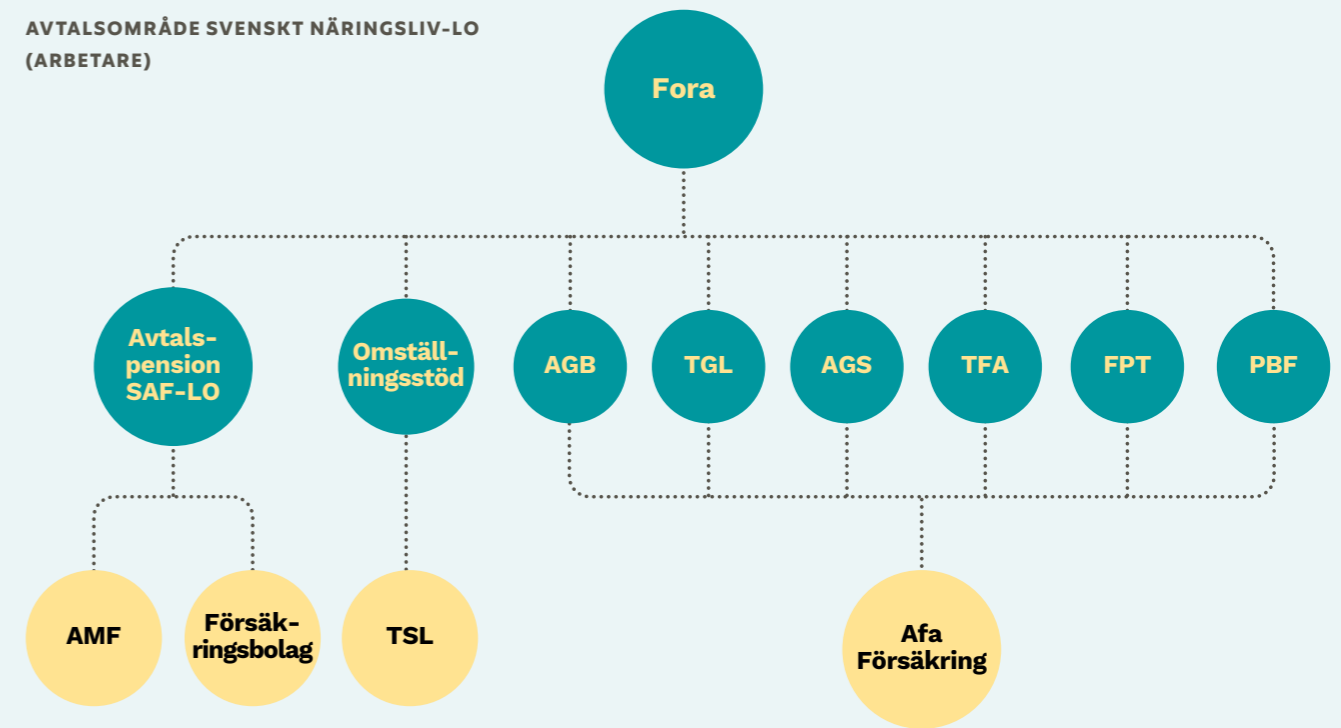 AVTALSOMRÅDE SVENSKT NÄRINGSLIV-LO
(ARBETARE)
Fora
Avtals-
pension
SAF-LO
Omställ-
ningsstöd
AGB
TGL
AGS
TFA
FPT
PBF
AMF
Försäk-
ringsbolag
TSL
Afa
Försäkring